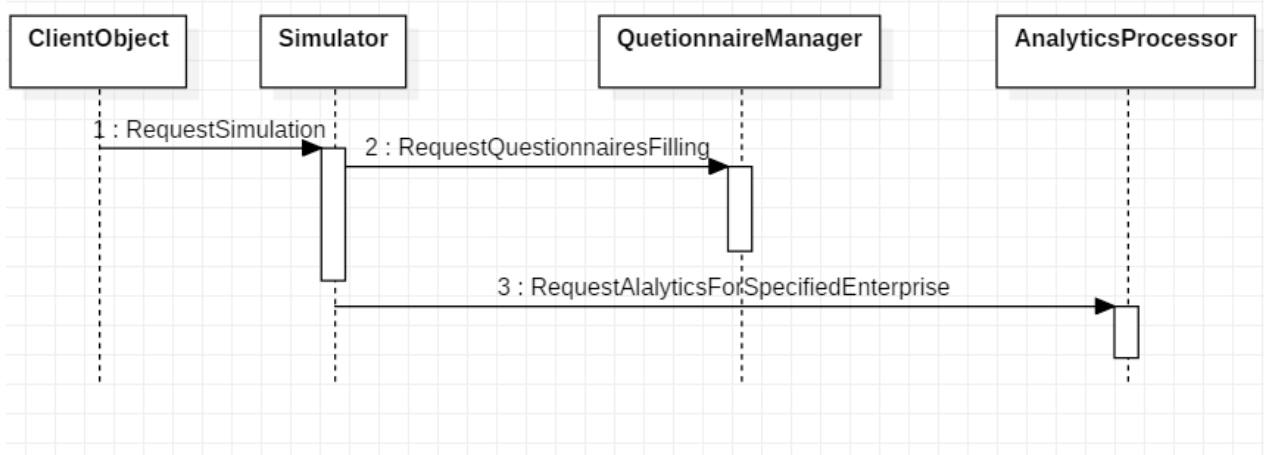 ClientObject
Simulator
QuetionnaireManager
AnalyticsProcessor
1 : RequestSimulation
2 : RequestQuestionnairesFilling
3 : RequestAlalyticsForSpecifiedEnterprise